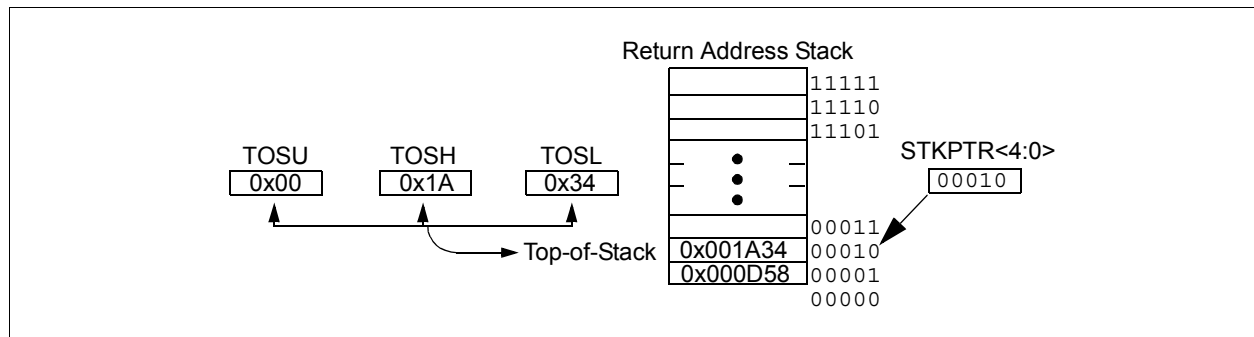 Return Address Stack
11111
11110
11101
TOSU TOSH TOSL STKPTR<4:0>
0x00 0x1A 0x34 00010
00011
Top-of-Stack 0x001A34 00010
0x000D58 00001
00000